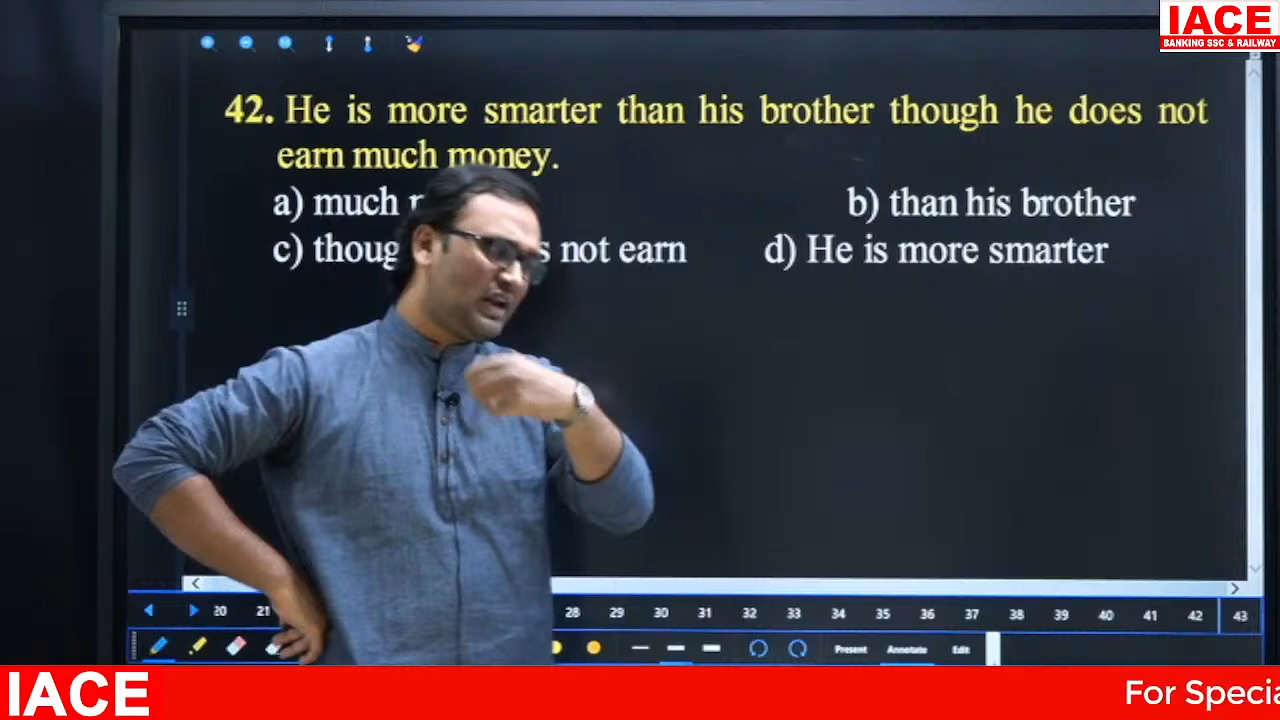 IACE
BANKING SSC & RAILWAY
42. He is more smarter than his brother though he does not
earn much money.
a) much
b) than his brother
c) not earn
d) He is more smarter
20 21 28 29 30 31 32 33 34 35 36 37 38 39 40 41 42 43
Present Annotate Edit
IACE For